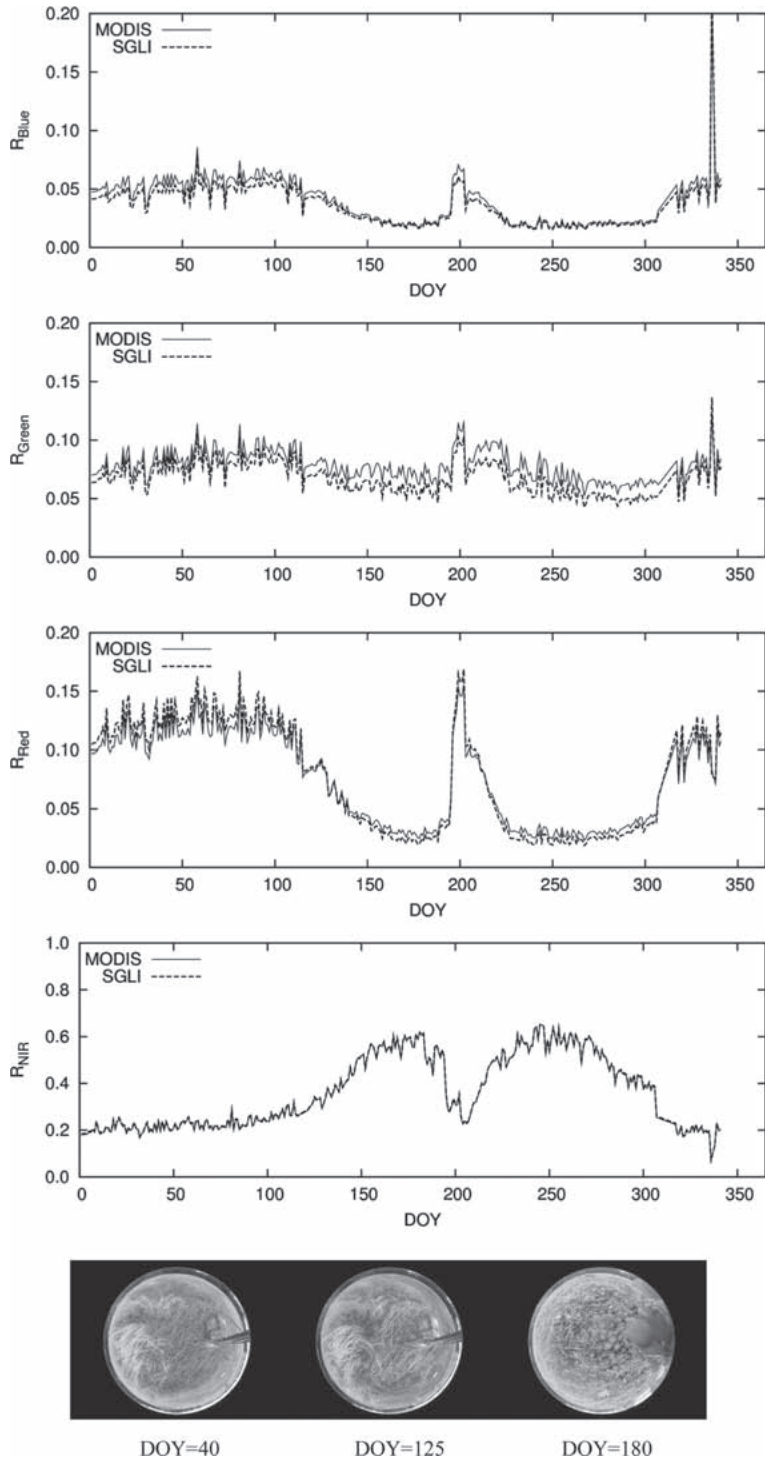 0.20
MODIS
SGLI
0.15
0.10
R_Blue
0.05
0.00
0 50 100 150 200 250 300 350
DOY
0.20
MODIS
SGLI
0.15
0.10
R_Green
0.05
0.00
0 50 100 150 200 250 300 350
DOY
0.20
MODIS
SGLI
0.15
0.10
R_Red
0.05
0.00
0 50 100 150 200 250 300 350
DOY
1.0
MODIS
SGLI
0.8
0.6
R_NIR
0.4
0.2
0.0
0 50 100 150 200 250 300 350
DOY
DOY=40 DOY=125 DOY=180